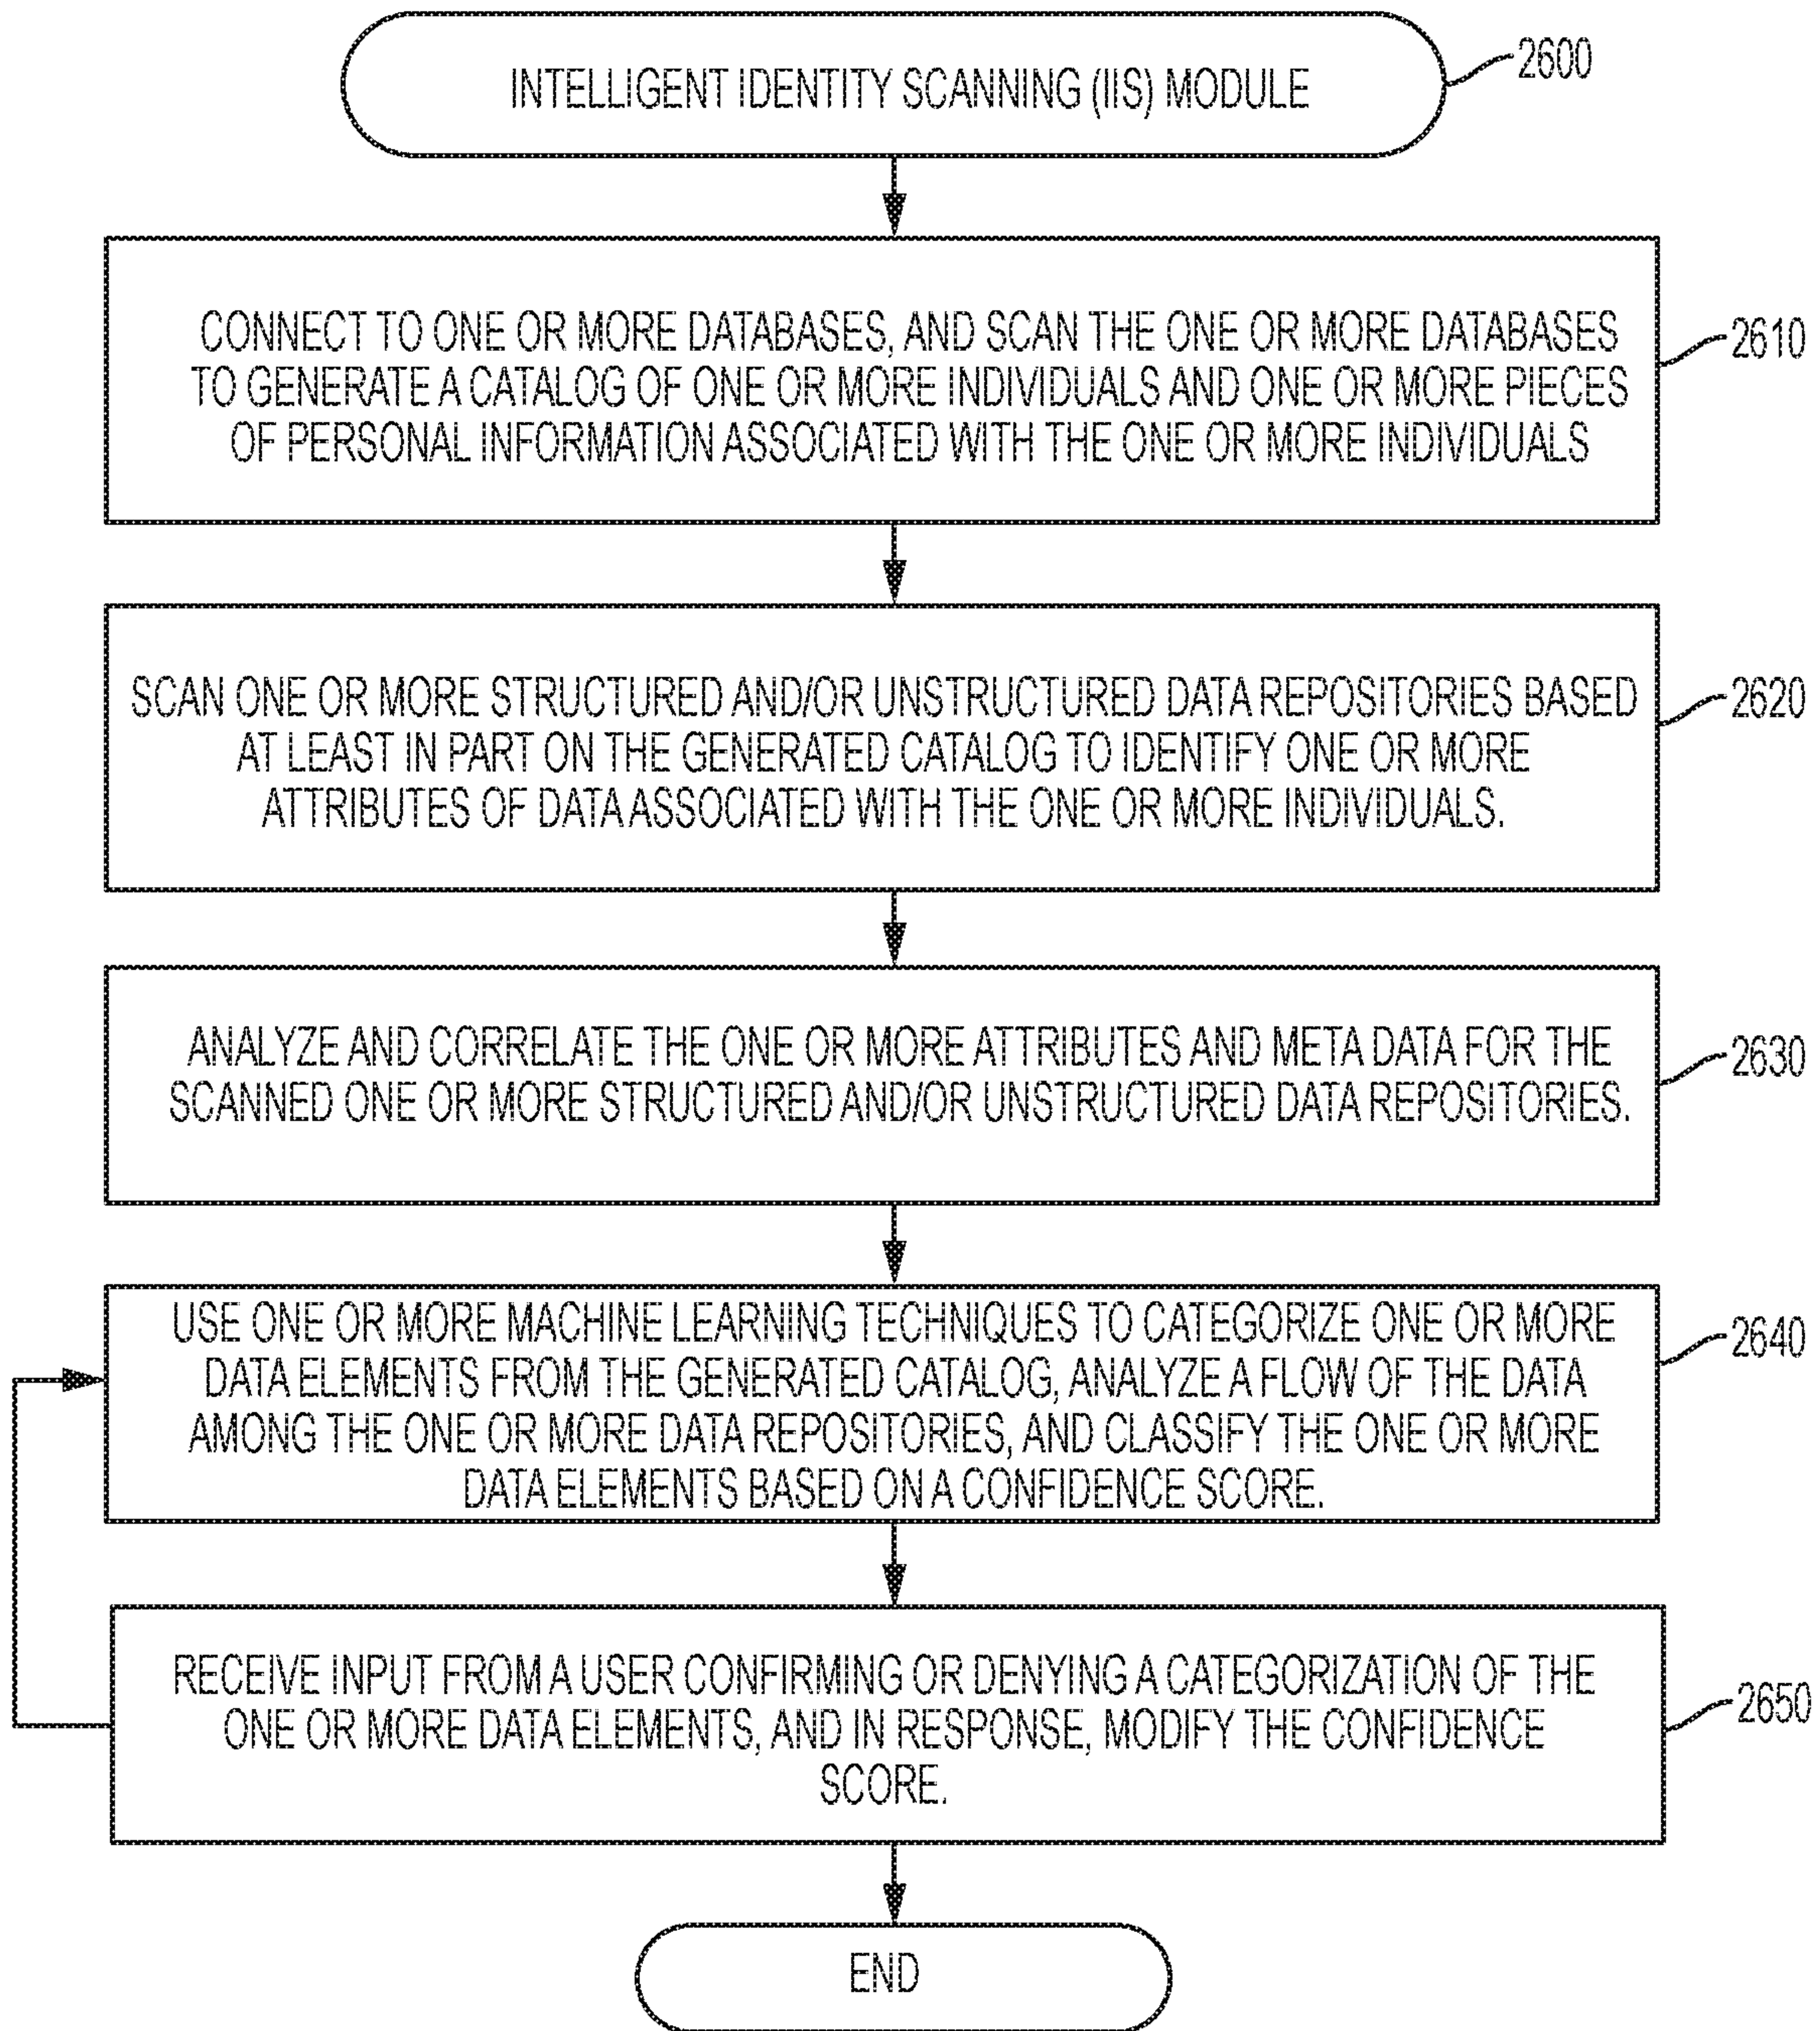 INTELLIGENT IDENTITY SCANNING (IIS) MODULE
2600
CONNECT TO ONE OR MORE DATABASES, AND SCAN THE ONE OR MORE DATABASES
TO GENERATE A CATALOG OF ONE OR MORE INDIVIDUALS AND ONE OR MORE PIECES
OF PERSONAL INFORMATION ASSOCIATED WITH THE ONE OR MORE INDIVIDUALS
2610
SCAN ONE OR MORE STRUCTURED AND/OR UNSTRUCTURED DATA REPOSITORIES BASED
AT LEAST IN PART ON THE GENERATED CATALOG TO IDENTIFY ONE OR MORE
ATTRIBUTES OF DATA ASSOCIATED WITH THE ONE OR MORE INDIVIDUALS.
2620
ANALYZE AND CORRELATE THE ONE OR MORE ATTRIBUTES AND META DATA FOR THE
SCANNED ONE OR MORE STRUCTURED AND/OR UNSTRUCTURED DATA REPOSITORIES.
2630
USE ONE OR MORE MACHINE LEARNING TECHNIQUES TO CATEGORIZE ONE OR MORE
DATA ELEMENTS FROM THE GENERATED CATALOG, ANALYZE A FLOW OF THE DATA
AMONG THE ONE OR MORE DATA REPOSITORIES, AND CLASSIFY THE ONE OR MORE
DATA ELEMENTS BASED ON A CONFIDENCE SCORE.
2640
RECEIVE INPUT FROM A USER CONFIRMING OR DENYING A CATEGORIZATION OF THE
ONE OR MORE DATA ELEMENTS, AND IN RESPONSE, MODIFY THE CONFIDENCE
SCORE.
2650
END